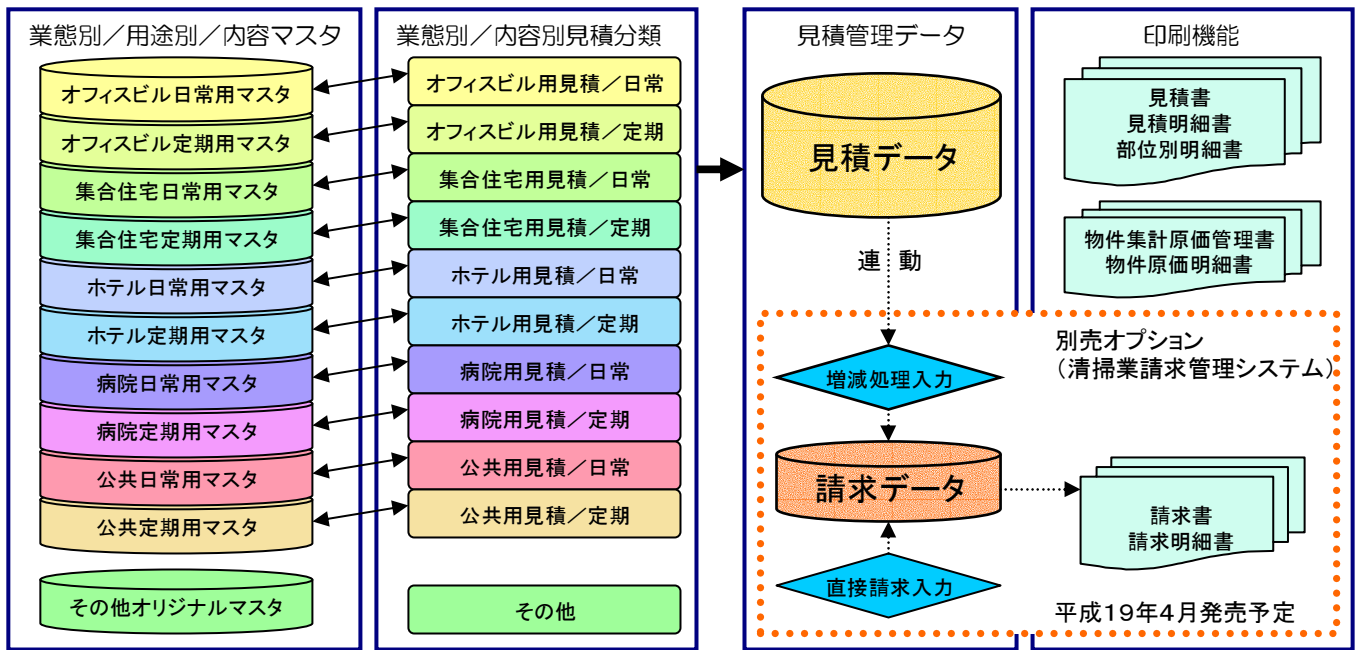 業態別／用途別／内容マスタ
オフィスビル日常用マスタ
オフィスビル定期用マスタ
集合住宅日常用マスタ
集合住宅定期用マスタ
ホテル日常用マスタ
ホテル定期用マスタ
病院日常用マスタ
病院定期用マスタ
公共日常用マスタ
公共定期用マスタ
その他オリジナルマスタ
業態別／内容別見積分類
オフィスビル用見積／日常
オフィスビル用見積／定期
集合住宅用見積／日常
集合住宅用見積／定期
ホテル用見積／日常
ホテル用見積／定期
病院用見積／日常
病院用見積／定期
公共用見積／日常
公共用見積／定期
その他
見積管理データ
見積データ
連動
増減処理入力
請求データ
直接請求入力
印刷機能
見積書
見積明細書
部位別明細書
物件集計原価管理書
物件原価明細書
別売オプション
（清掃業請求管理システム）
請求書
請求明細書
平成19年4月発売予定